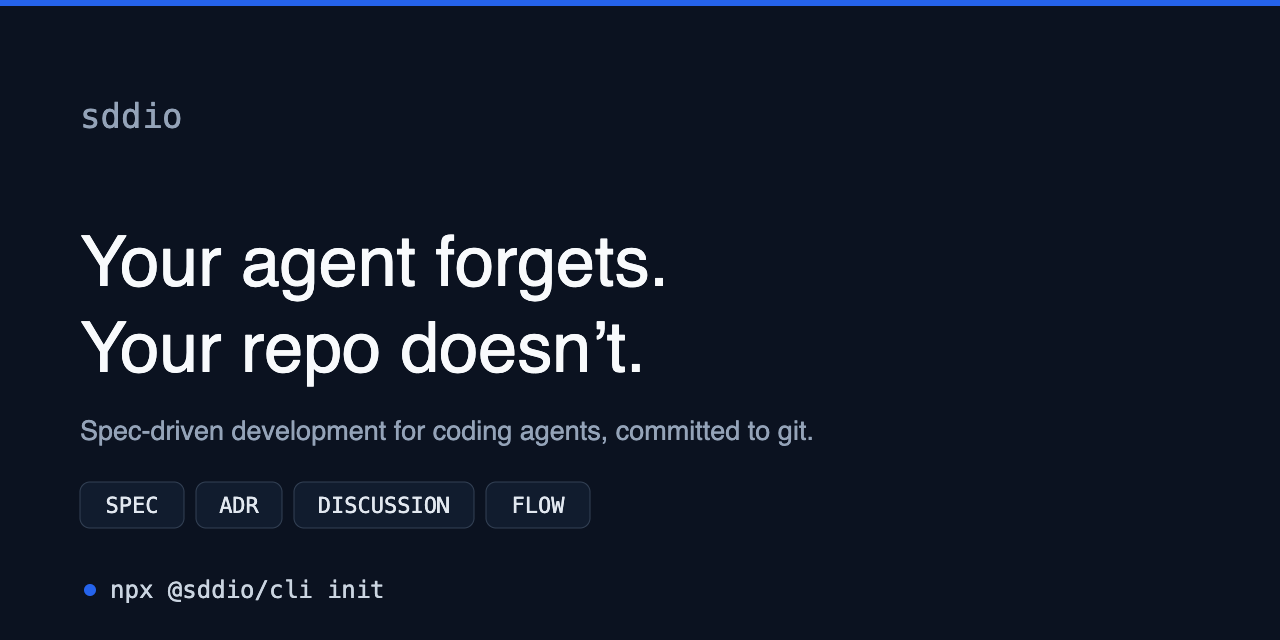 sddio
Your agent forgets.
Your repo doesn’t.
Spec-driven development for coding agents, committed to git.
SPEC ADR DISCUSSION FLOW
npx @sddio/cli init